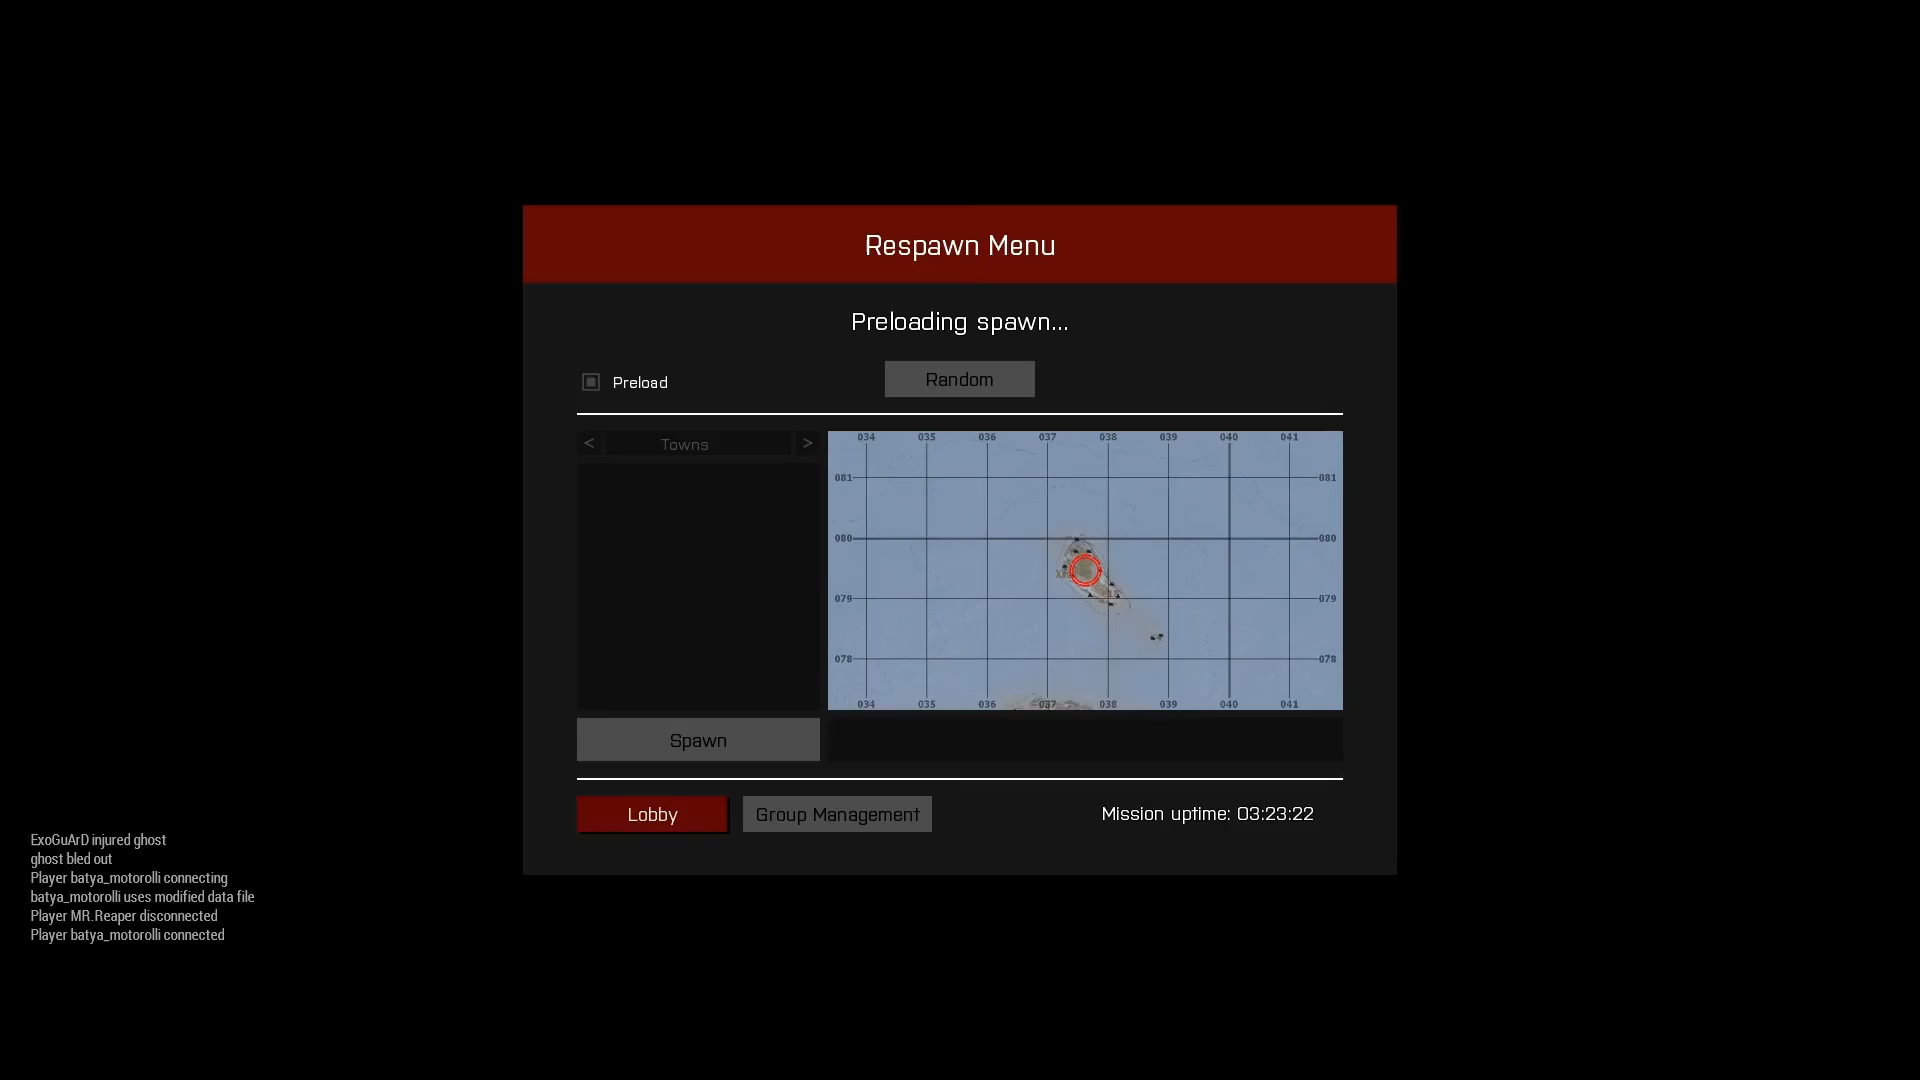 Respawn Menu
Preloading spawn...
Preload
Random
< Towns >
034 035 036 037 038 039 040 041
081 081
080 080
079 079
078 078
034 035 036 037 038 039 040 041
Spawn
Lobby
Group Management
Mission uptime: 03:23:22
ExoGuArD injured ghost
ghost bled out
Player batya_motorolli connecting
batya_motorolli uses modified data file
Player MR.Reaper disconnected
Player batya_motorolli connected